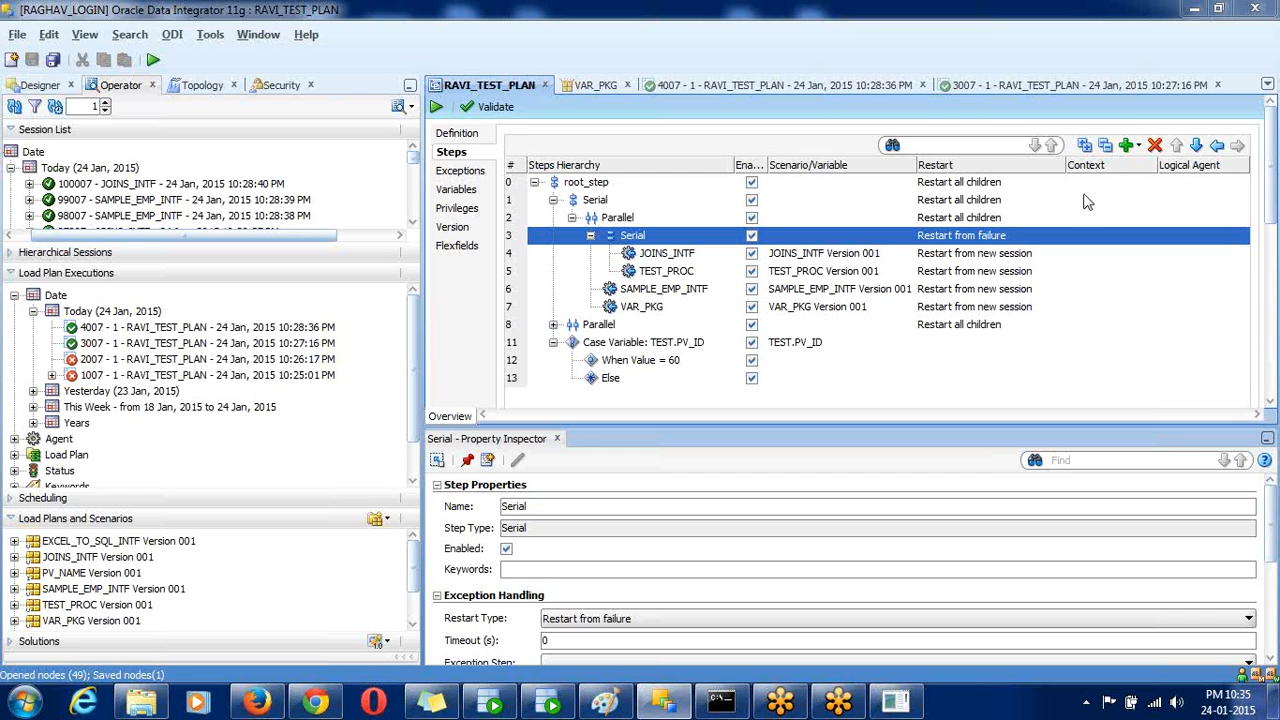 [RAGHAV_LOGIN] Oracle Data Integrator 11g : RAVI_TEST_PLAN
File Edit View Search ODI Tools Window Help
Designer Operator Topology Security
1
Session List
Date
Today (24 Jan, 2015)
100007 - JOINS_INTF - 24 Jan, 2015 10:28:40 PM
99007 - SAMPLE_EMP_INTF - 24 Jan, 2015 10:28:39 PM
98007 - SAMPLE_EMP_INTF - 24 Jan, 2015 10:28:38 PM
Hierarchical Sessions
Load Plan Executions
Date
Today (24 Jan, 2015)
4007 - 1 - RAVI_TEST_PLAN - 24 Jan, 2015 10:28:36 PM
3007 - 1 - RAVI_TEST_PLAN - 24 Jan, 2015 10:27:16 PM
2007 - 1 - RAVI_TEST_PLAN - 24 Jan, 2015 10:26:17 PM
1007 - 1 - RAVI_TEST_PLAN - 24 Jan, 2015 10:25:01 PM
Yesterday (23 Jan, 2015)
This Week - from 18 Jan, 2015 to 24 Jan, 2015
Years
Agent
Load Plan
Status
Keywords
Scheduling
Load Plans and Scenarios
EXCEL_TO_SQL_INTF Version 001
JOINS_INTF Version 001
PV_NAME Version 001
SAMPLE_EMP_INTF Version 001
TEST_PROC Version 001
VAR_PKG Version 001
Solutions
Opened nodes (49); Saved nodes(1)
RAVI_TEST_PLAN VAR_PKG 4007 - 1 - RAVI_TEST_PLAN - 24 Jan, 2015 10:28:36 PM 3007 - 1 - RAVI_TEST_PLAN - 24 Jan, 2015 10:27:16 PM
Validate
Definition
Steps
Exceptions
Variables
Privileges
Version
Flexfields
# Steps Hierarchy Ena... Scenario/Variable Restart Context Logical Agent
0 root_step Restart all children
1 Serial Restart all children
2 Parallel Restart all children
3 Serial Restart from failure
4 JOINS_INTF JOINS_INTF Version 001 Restart from new session
5 TEST_PROC TEST_PROC Version 001 Restart from new session
6 SAMPLE_EMP_INTF SAMPLE_EMP_INTF Version 001 Restart from new session
7 VAR_PKG VAR_PKG Version 001 Restart from new session
8 Parallel Restart all children
11 Case Variable: TEST.PV_ID TEST.PV_ID
12 When Value = 60
13 Else
Overview
Serial - Property Inspector
Find
Step Properties
Name: Serial
Step Type: Serial
Enabled:
Keywords:
Exception Handling
Restart Type: Restart from failure
Timeout (s): 0
Exception Step:
PM 10:35
24-01-2015